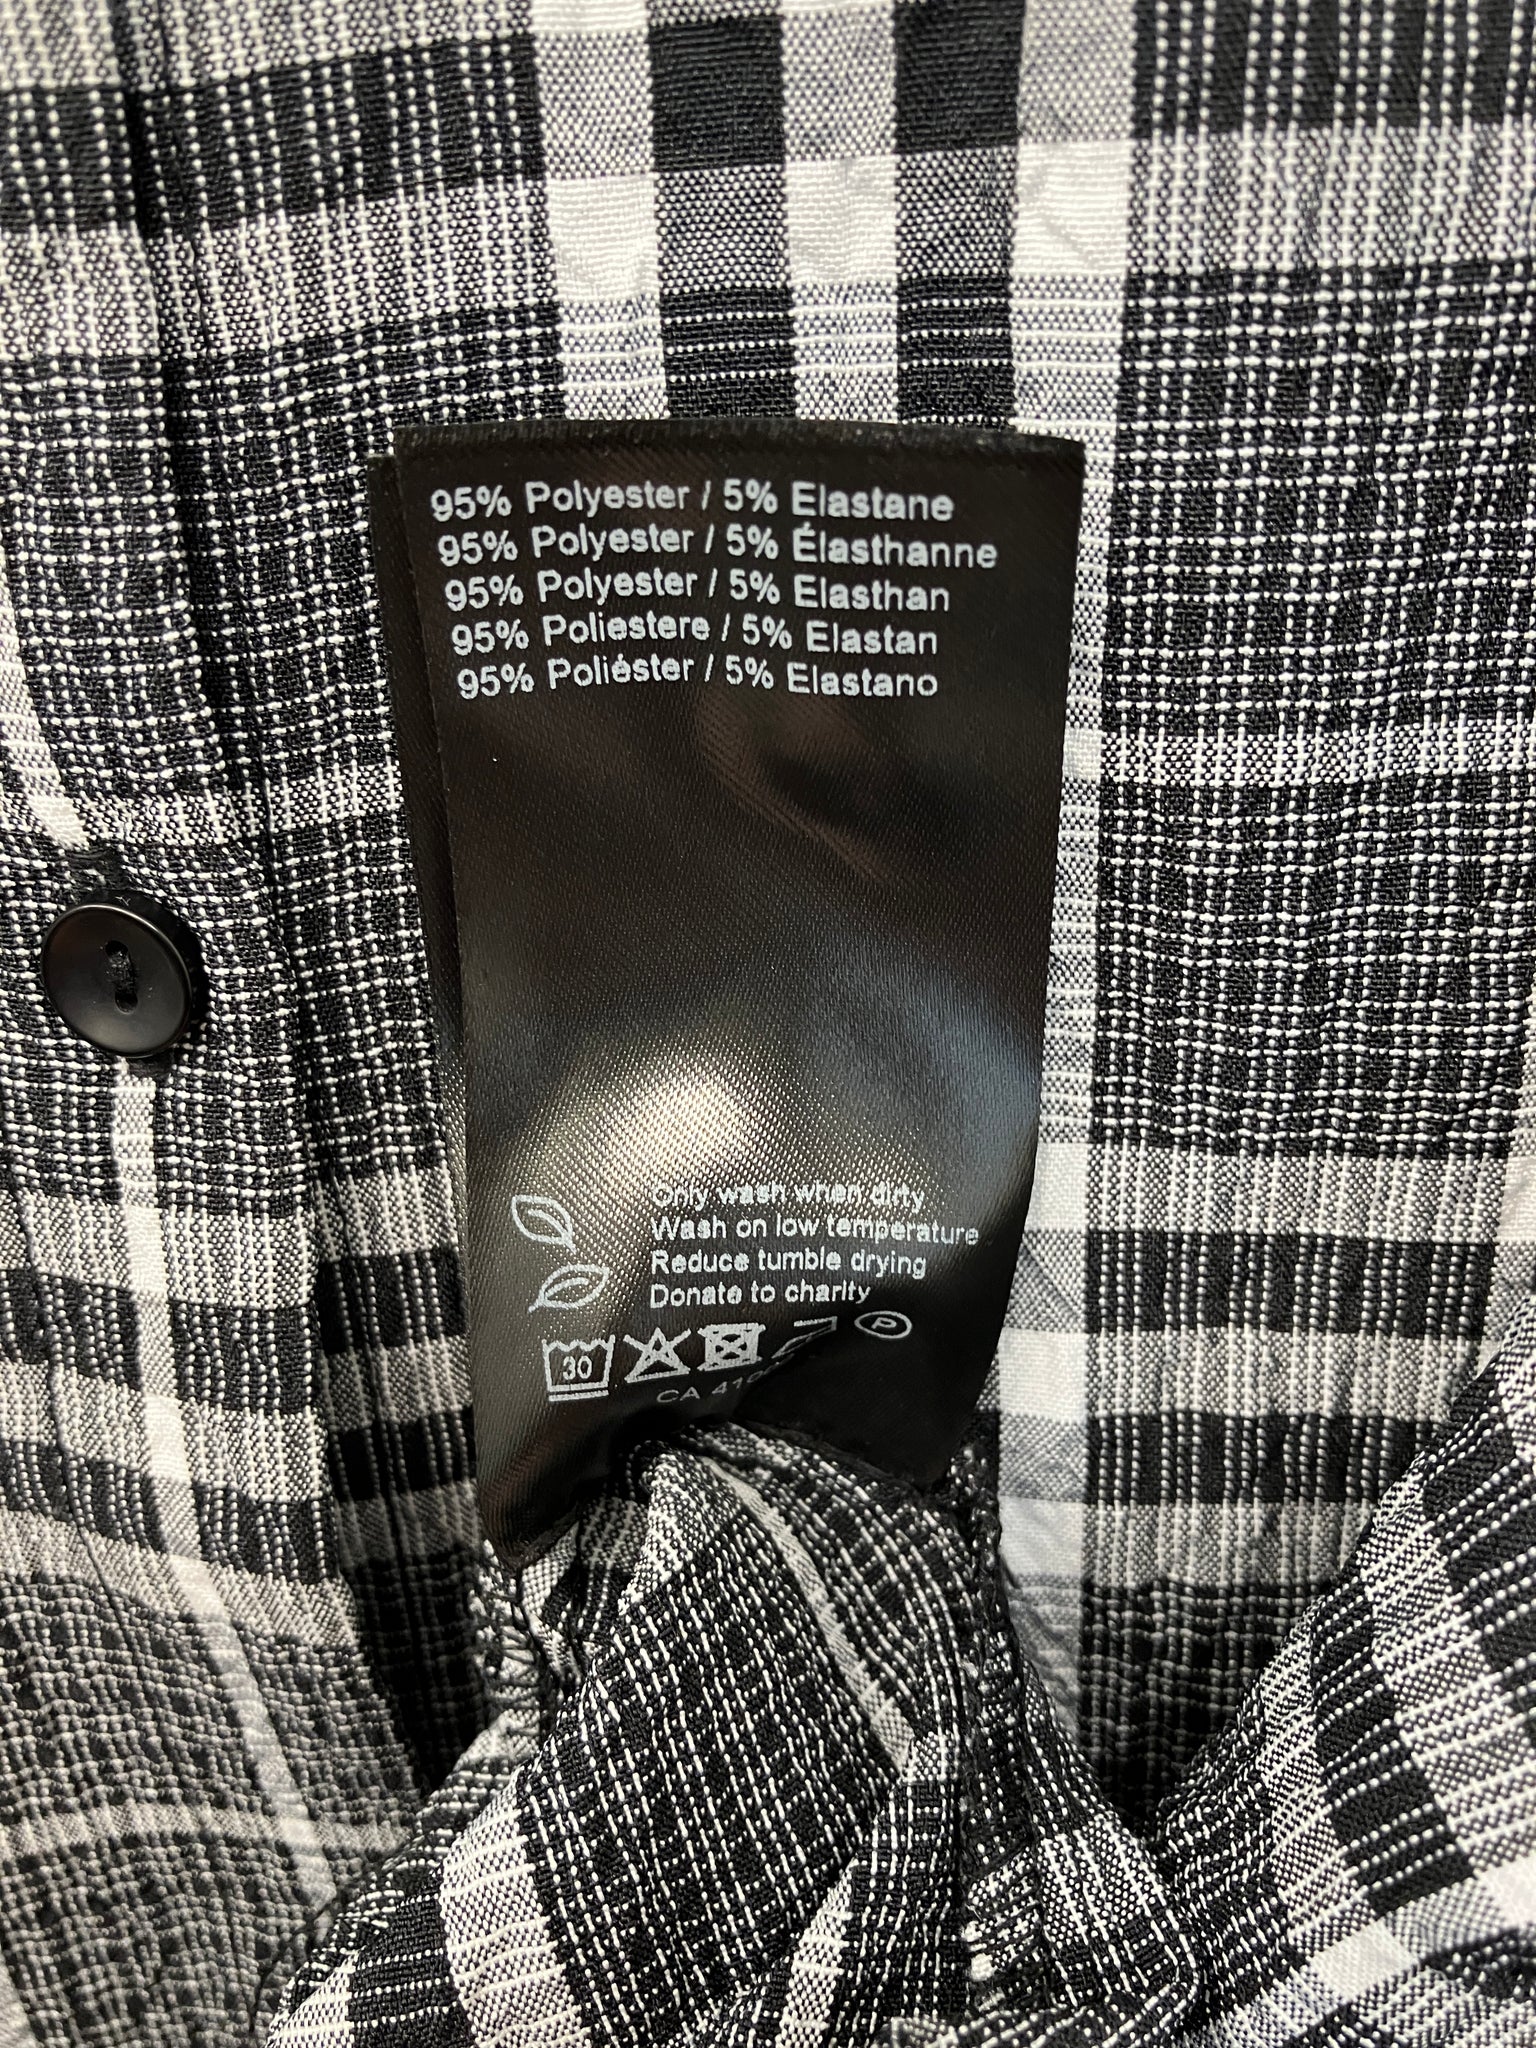 95% Polyester / 5% Elastane
95% Polyester / 5% Élasthanne
95% Polyester / 5% Elasthan
95% Poliestere / 5% Elastan
95% Poliéster / 5% Elastano
Only wash when dirty
Wash on low temperature
Reduce tumble drying
Donate to charity
P
30
CA